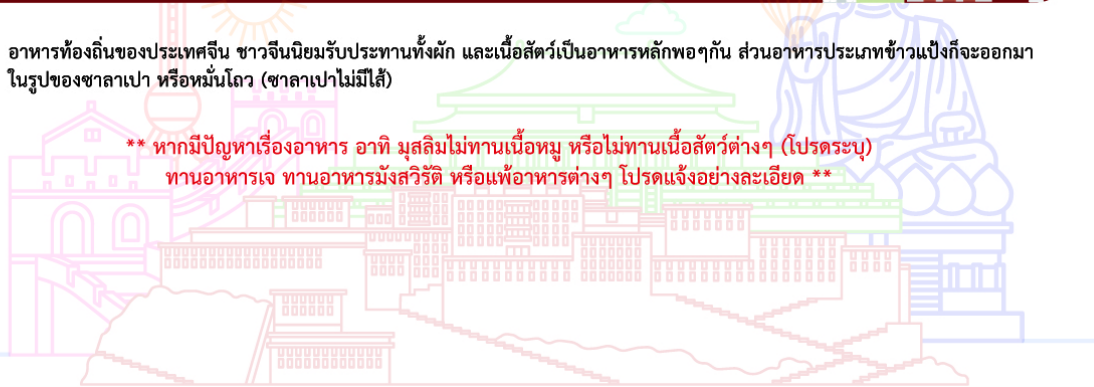 อาหารท้องถิ่นของประเทศจีน ชาวจีนนิยมรับประทานทั้งผัก และเนื้อสัตว์เป็นอาหารหลักพอๆกัน ส่วนอาหารประเภทข้าวแป้งก็จะออกมา
ในรูปของซาลาเปา หรือหมั่นโถว (ซาลาเปาไม่มีไส้)
** หากมีปัญหาเรื่องอาหาร อาทิ มุสลิมไม่ทานเนื้อหมู หรือไม่ทานเนื้อสัตว์ต่างๆ (โปรดระบุ)
ทานอาหารเจ ทานอาหารมังสวิรัติ หรือแพ้อาหารต่างๆ โปรดแจ้งอย่างละเอียด **